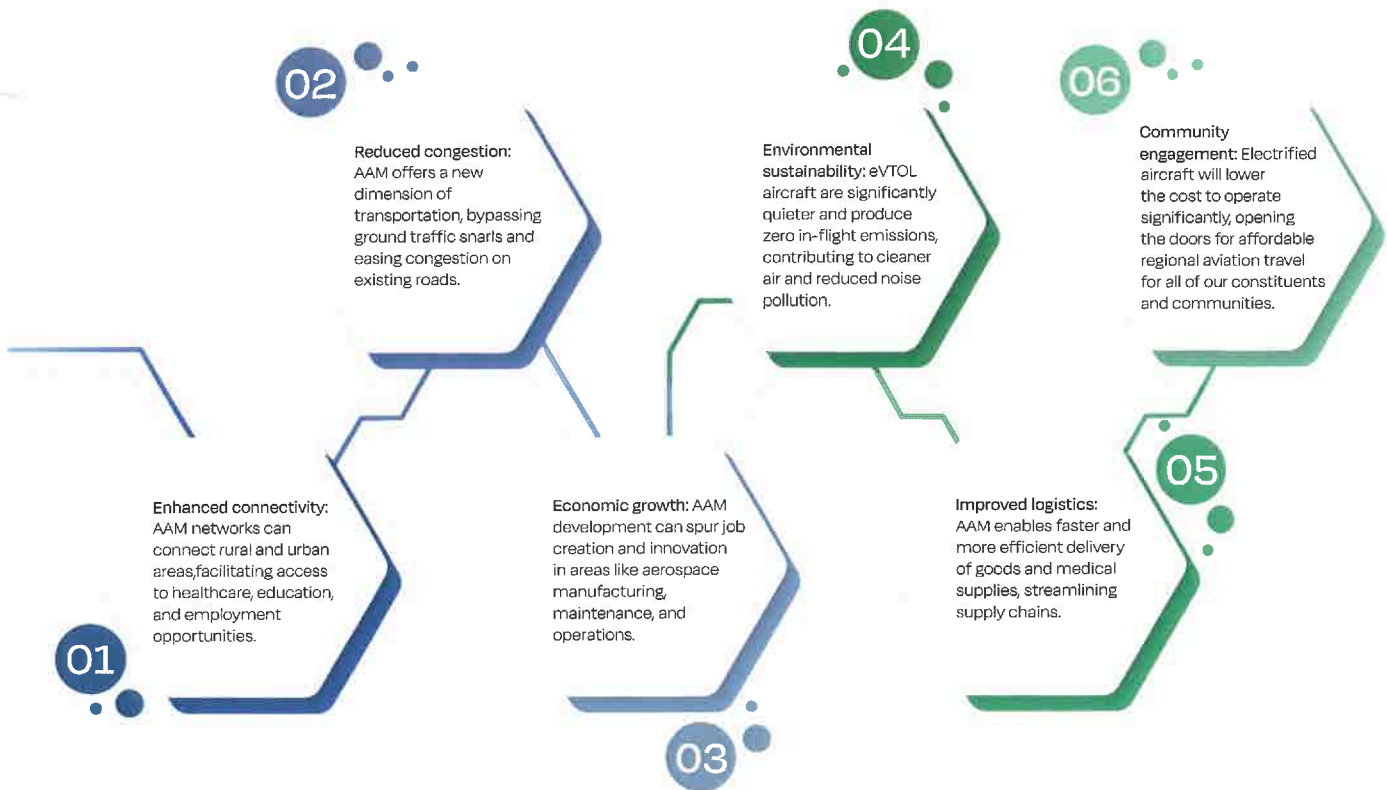 01
Enhanced connectivity:
AAM networks can
connect rural and urban
areas,facilitating access
to healthcare, education,
and employment
opportunities.
02
Reduced congestion:
AAM offers a new
dimension of
transportation, bypassing
ground traffic snarls and
easing congestion on
existing roads.
03
Economic growth: AAM
development can spur job
creation and innovation
in areas like aerospace
manufacturing,
maintenance, and
operations.
04
Environmental
sustainability: eVTOL
aircraft are significantly
quieter and produce
zero in-flight emissions,
contributing to cleaner
air and reduced noise
pollution.
05
Improved logistics:
AAM enables faster and
more efficient delivery
of goods and medical
supplies, streamlining
supply chains.
06
Community
engagement: Electrified
aircraft will lower
the cost to operate
significantly, opening
the doors for affordable
regional aviation travel
for all of our constituents
and communities.